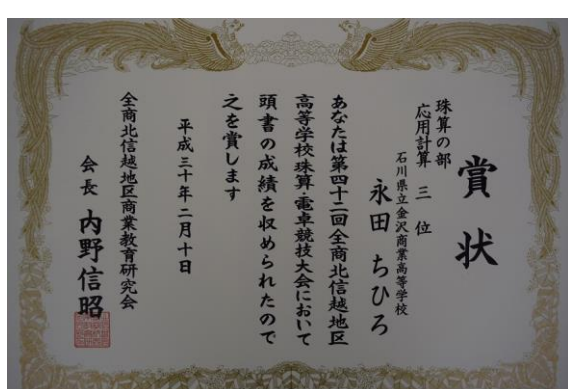 賞状
珠算の部
応用計算 三位
石川県立金沢商業高等学校
永田 ちひろ
あなたは第四十二回全商北信越地区
高等学校珠算・電卓競技大会において
頭書の成績を収められたので
之を賞します
平成三十年二月十日
全商北信越地区商業教育研究会
会長 内野信昭